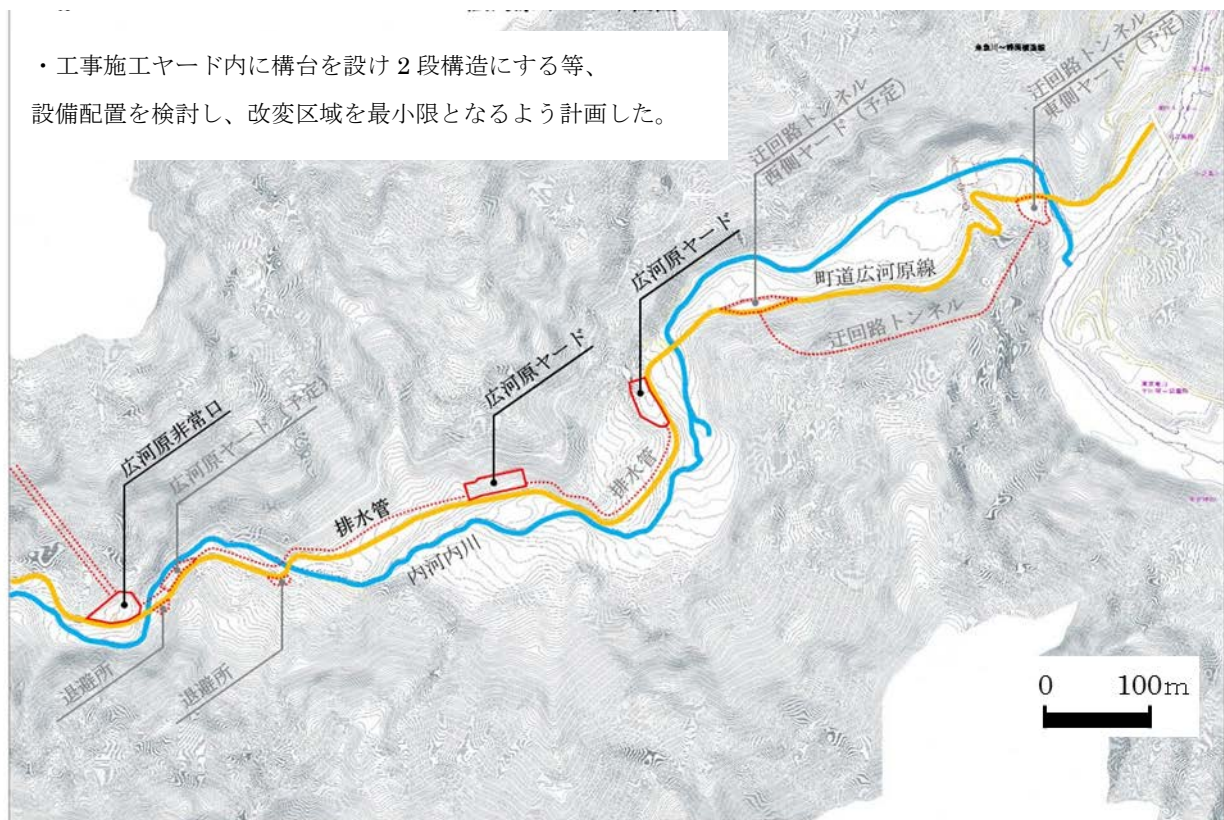 ・工事施工ヤード内に構台を設け 2 段構造にする等、
設備配置を検討し、改変区域を最小限となるよう計画した。
迂回路トンネル
東側ヤード（予定）
迂回路トンネル
西側ヤード（予定）
広河原ヤード
町道広河原線
迂回路トンネル
広河原ヤード
広河原非常口
広河原ヤード（予定）
排水管
排水管
内河内川
退避所
退避所
0 100m